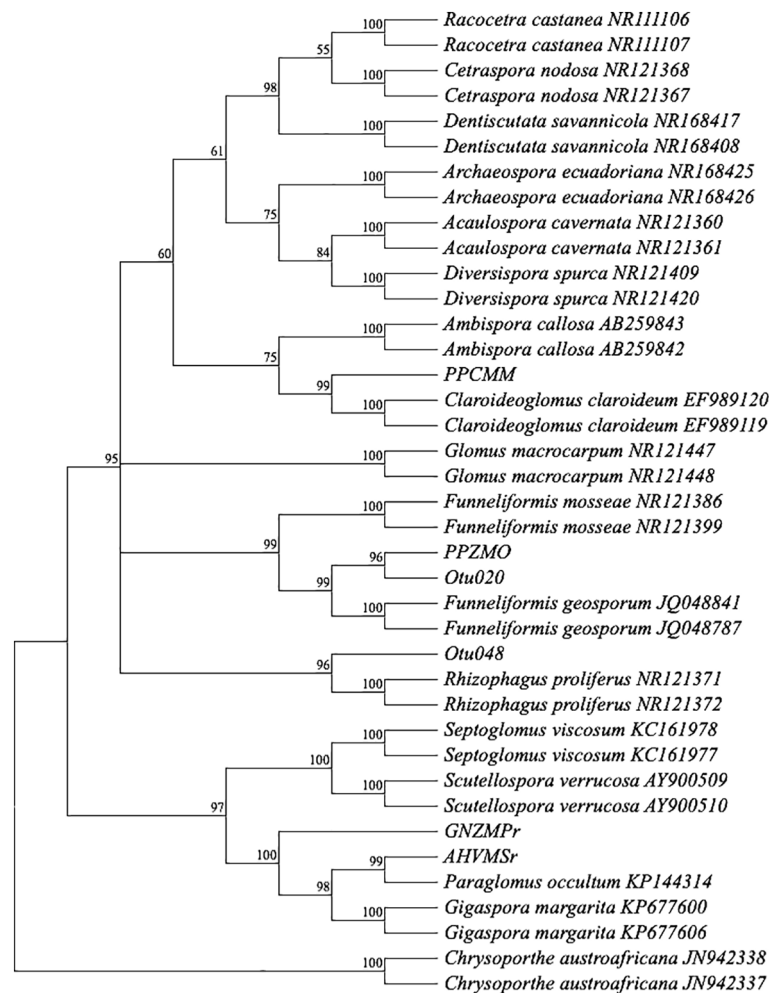 100 Racocetra castanea NR111106
55 Racocetra castanea NR111107
100 Cetraspora nodosa NR121368
98 Cetraspora nodosa NR121367
100 Dentiscutata savannicola NR168417
61 Dentiscutata savannicola NR168408
100 Archaeospora ecuadoriana NR168425
75 Archaeospora ecuadoriana NR168426
100 Acaulospora cavernata NR121360
84 Acaulospora cavernata NR121361
60 100 Diversispora spurca NR121409
Diversispora spurca NR121420
100 Ambispora callosa AB259843
75 Ambispora callosa AB259842
99 PPCMM
100 Claroideoglomus claroideum EF989120
Claroideoglomus claroideum EF989119
95 100 Glomus macrocarpum NR121447
Glomus macrocarpum NR121448
100 Funneliformis mosseae NR121386
99 Funneliformis mosseae NR121399
96 PPZMO
99 Otu020
100 Funneliformis geosporum JQ048841
Funneliformis geosporum JQ048787
96 Otu048
100 Rhizophagus proliferus NR121371
Rhizophagus proliferus NR121372
100 Septoglomus viscosum KC161978
100 Septoglomus viscosum KC161977
100 Scutellospora verrucosa AY900509
97 Scutellospora verrucosa AY900510
GNZMPr
100 99 AHVMSr
98 Paraglomus occultum KP144314
100 Gigaspora margarita KP677600
Gigaspora margarita KP677606
100 Chrysoporthe austroafricana JN942338
Chrysoporthe austroafricana JN942337